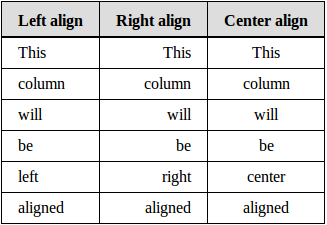 Left align Right align Center align
This This This
column column column
will will will
be be be
left right center
aligned aligned aligned